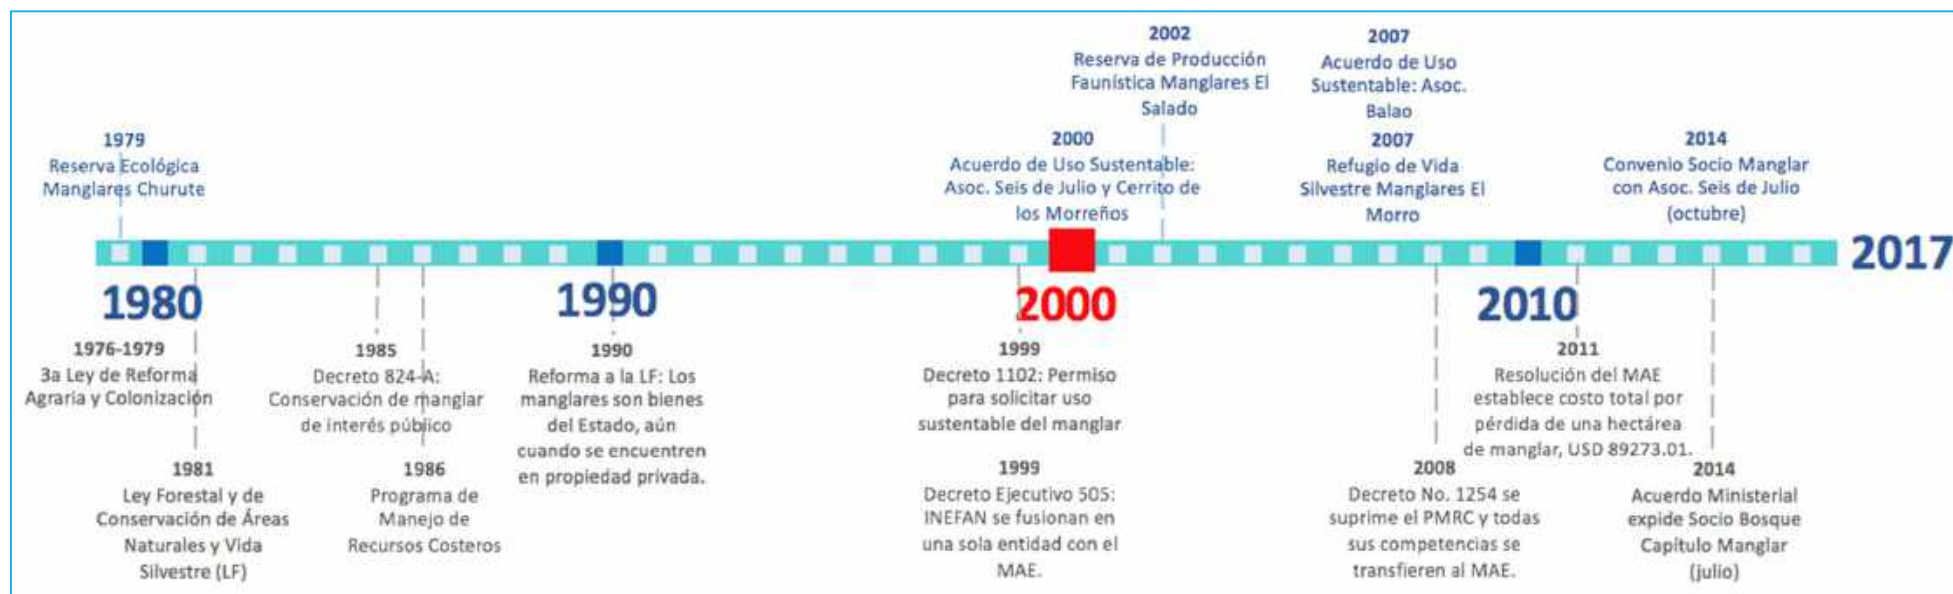 1979
Reserva Ecológica
Manglares Churute
2000
Acuerdo de Uso Sustentable:
Asoc. Seis de Julio y Cerrito de
los Morreños
2002
Reserva de Producción
Faunística Manglares El
Salado
2007
Acuerdo de Uso
Sustentable: Asoc.
Balao
2007
Refugio de Vida
Silvestre Manglares El
Morro
2014
Convenio Socio Manglar
con Asoc. Seis de Julio
(octubre)
1980
1990
2000
2010
2017
1976-1979
3a Ley de Reforma
Agraria y Colonización
1981
Ley Forestal y de
Conservación de Áreas
Naturales y Vida
Silvestre (LF)
1985
Decreto 824-A:
Conservación de manglar
de interés público
1986
Programa de
Manejo de
Recursos Costeros
1990
Reforma a la LF: Los
manglares son bienes
del Estado, aún
cuando se encuentren
en propiedad privada.
1999
Decreto 1102: Permiso
para solicitar uso
sustentable del manglar
1999
Decreto Ejecutivo 505:
INEFAN se fusionan en
una sola entidad con el
MAE.
2008
Decreto No. 1254 se
suprime el PMRC y todas
sus competencias se
transfieren al MAE.
2011
Resolución del MAE
establece costo total por
pérdida de una hectárea
de manglar, USD 89273.01.
2014
Acuerdo Ministerial
expide Socio Bosque
Capítulo Manglar
(julio)